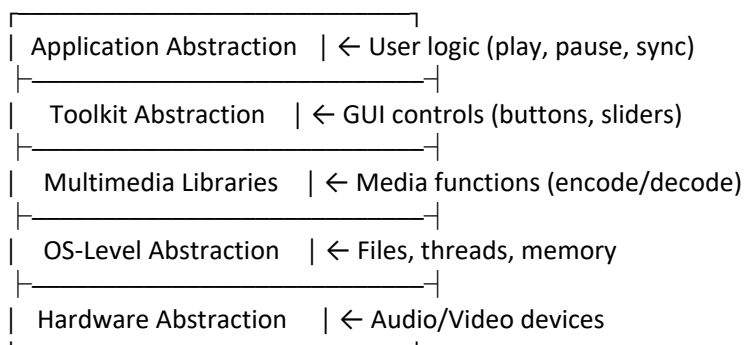 | Application Abstraction | ← User logic (play, pause, sync)
| Toolkit Abstraction | ← GUI controls (buttons, sliders)
| Multimedia Libraries | ← Media functions (encode/decode)
| OS-Level Abstraction | ← Files, threads, memory
| Hardware Abstraction | ← Audio/Video devices